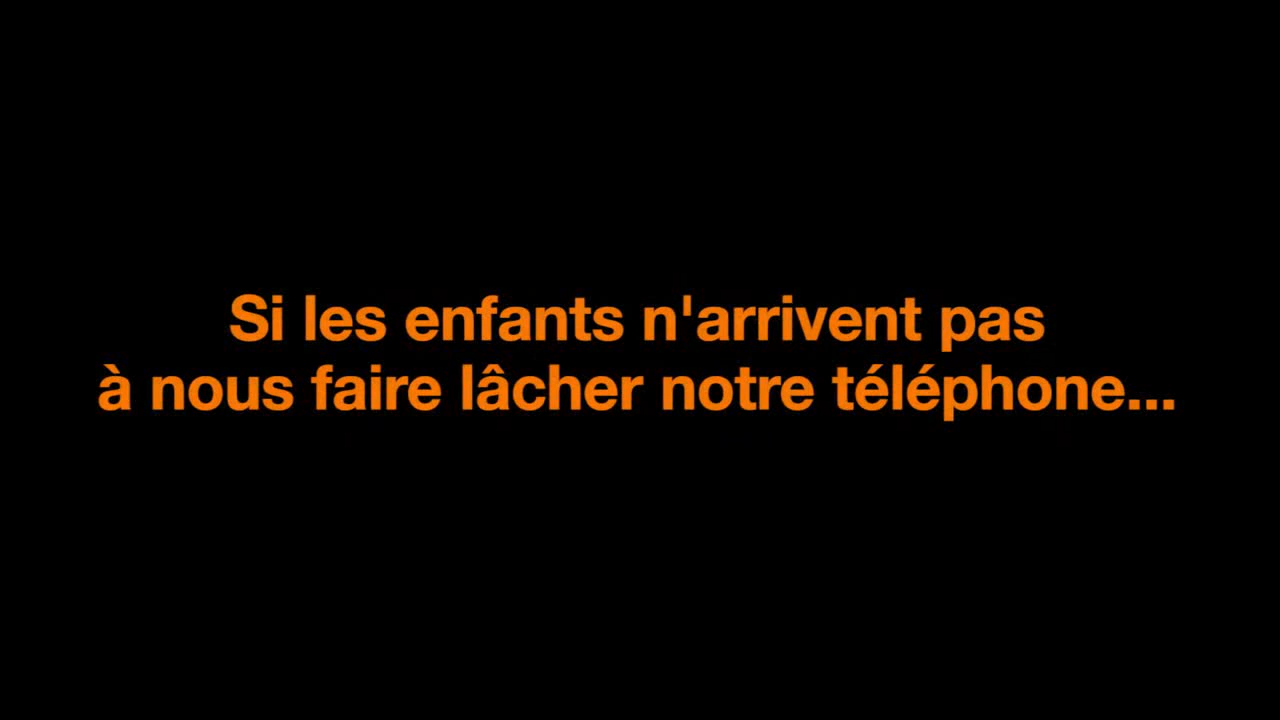 Si les enfants n'arrivent pas
à nous faire lâcher notre téléphone...